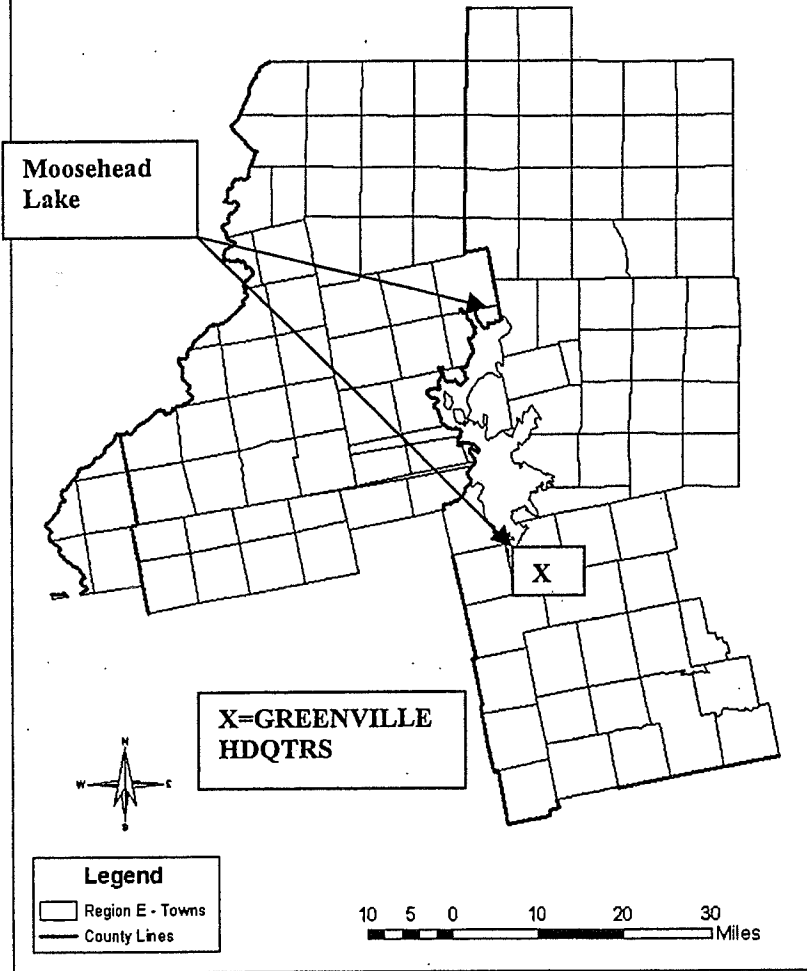 Moosehead
Lake
X
X=GREENVILLE
HDQTRS
N
W
Legend
Region E - Towns
County Lines
10 5 0 10 20 30
Miles